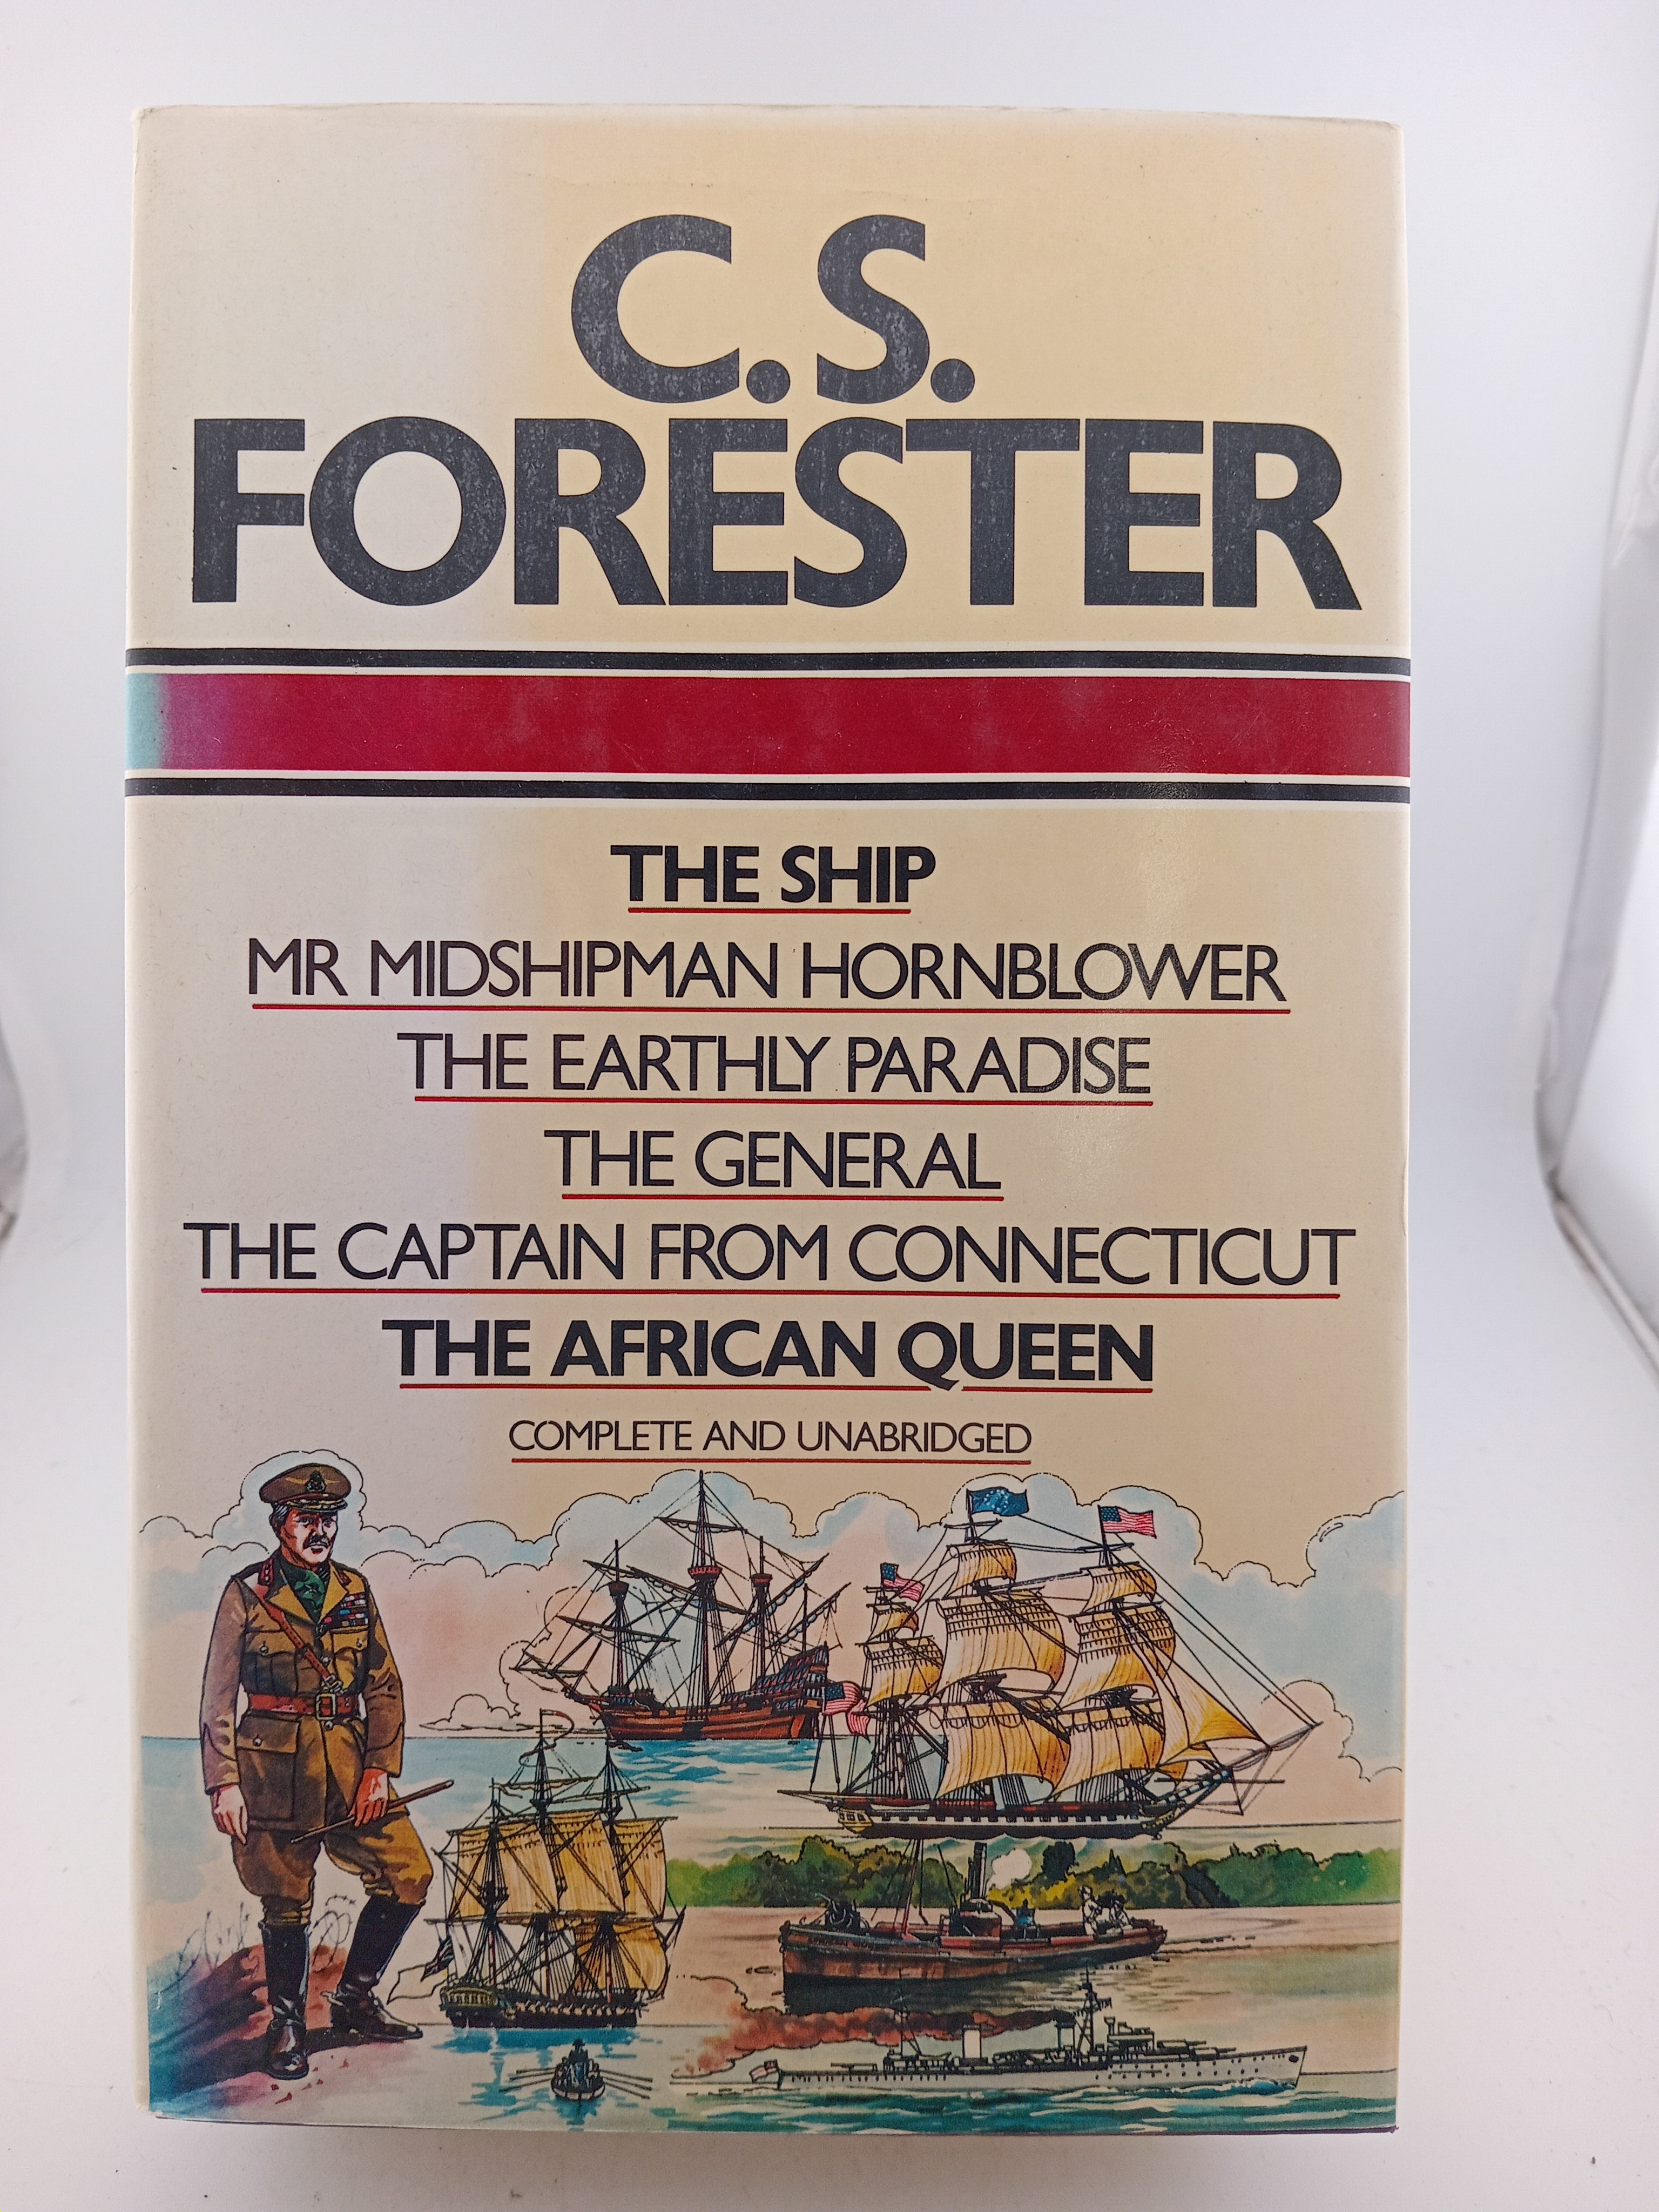 C.S.
FORESTER
THE SHIP
MR MIDSHIPMAN HORNBLOWER
THE EARTHLY PARADISE
THE GENERAL
THE CAPTAIN FROM CONNECTICUT
THE AFRICAN QUEEN
COMPLETE AND UNABRIDGED